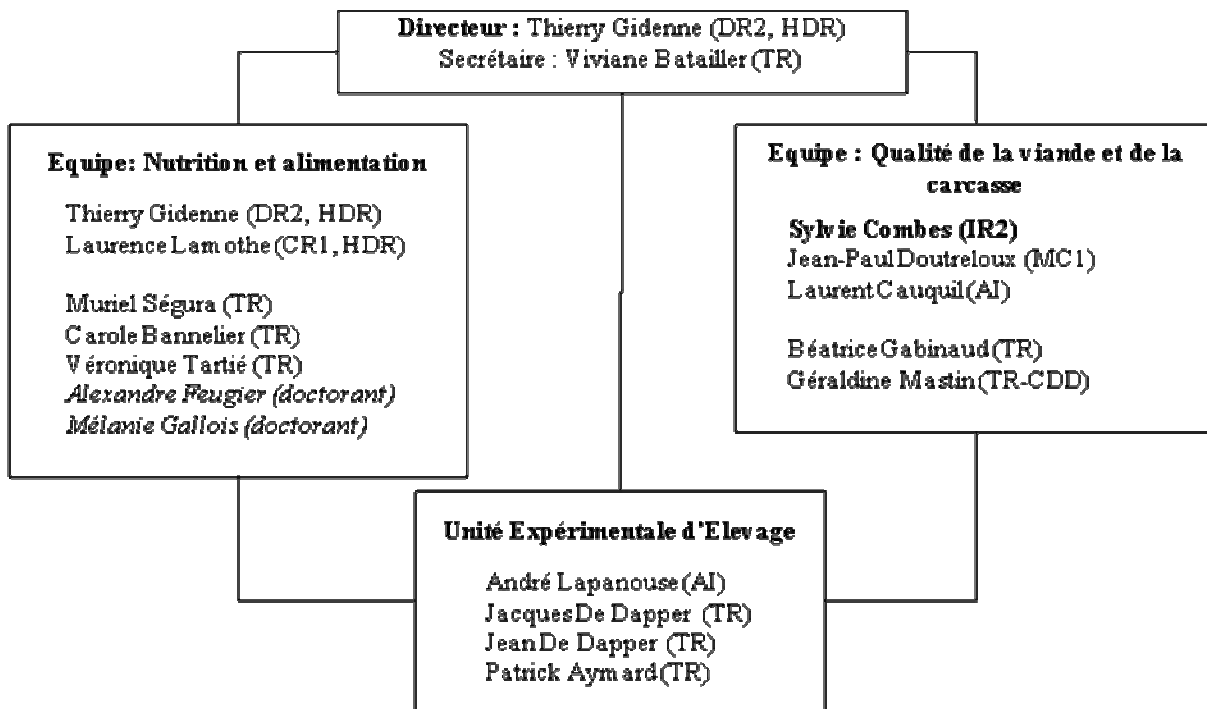 Directeur : Thierry Gidenne (DR2, HDR)
Secrétaire : Viviane Batailler (TR)
Equipe: Nutrition et alimentation
Thierry Gidenne (DR2, HDR)
Laurence Lamothe (CR1, HDR)
Muriel Ségura (TR)
Carole Bannelier (TR)
Véronique Tartié (TR)
Alexandre Feugier (doctorant)
Mélanie Gallois (doctorant)
Equipe : Qualité de la viande et de la
carcasse
Sylvie Combes (IR2)
Jean-Paul Doutreloux (MC1)
Laurent Cauquil (AI)
Béatrice Gabinaud (TR)
Géraldine Mastin (TR-CDD)
Unité Expérimentale d'Elevage
André Lapanouse (AI)
Jacques De Dapper (TR)
Jean De Dapper (TR)
Patrick Aymard (TR)